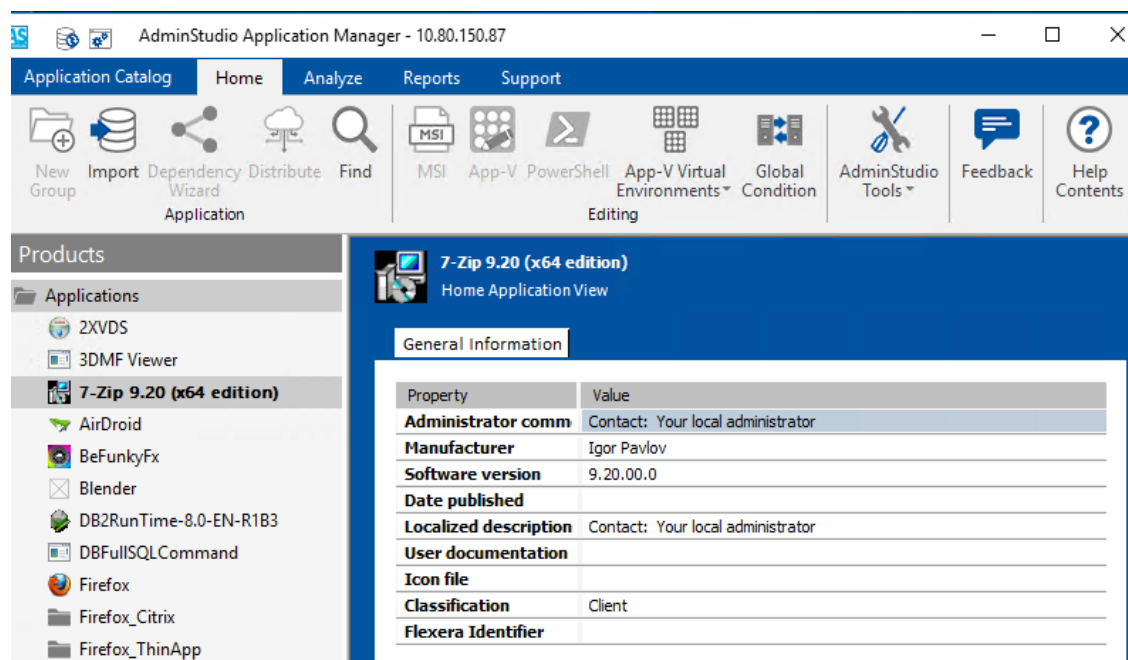 AS
AdminStudio Application Manager - 10.80.150.87
Application Catalog Home Analyze Reports Support
New Group
Import
Dependency Wizard
Distribute
Find
Application
MSI
MSI
App-V
PowerShell
App-V Virtual Environments
Global Condition
Editing
AdminStudio Tools
Feedback
Help Contents
Products
Applications
2XVDS
3DMF Viewer
7-Zip 9.20 (x64 edition)
AirDroid
BeFunkyFx
Blender
DB2RunTime-8.0-EN-R1B3
DBFullSQLCommand
Firefox
Firefox_Citrix
Firefox_ThinApp
7-Zip 9.20 (x64 edition)
Home Application View
General Information
Property Value
Administrator comm Contact: Your local administrator
Manufacturer Igor Pavlov
Software version 9.20.00.0
Date published
Localized description Contact: Your local administrator
User documentation
Icon file
Classification Client
Flexera Identifier